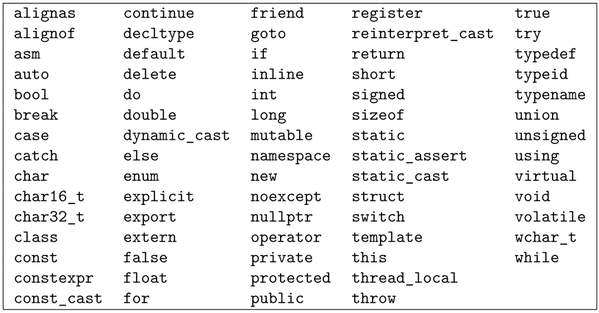 alignas continue friend register true
alignof decltype goto reinterpret_cast try
asm default if return typedef
auto delete inline short typeid
bool do int signed typename
break double long sizeof union
case dynamic_cast mutable static unsigned
catch else namespace static_assert using
char enum new static_cast virtual
char16_t explicit noexcept struct void
char32_t export nullptr switch volatile
class extern operator template wchar_t
const false private this while
constexpr float protected thread_local
const_cast for public throw